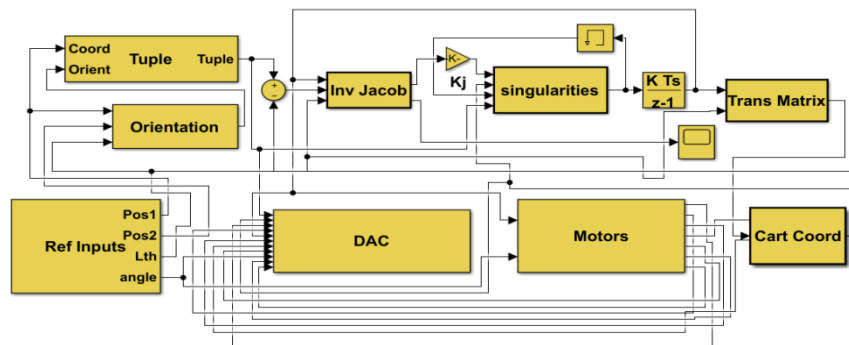 Coord
Orient
Tuple
Tuple
+
−
Inv Jacob
K-
Kj
singularities
K Ts
z-1
Trans Matrix
Orientation
Ref Inputs
Pos1
Pos2
Lth
angle
DAC
Motors
Cart Coord